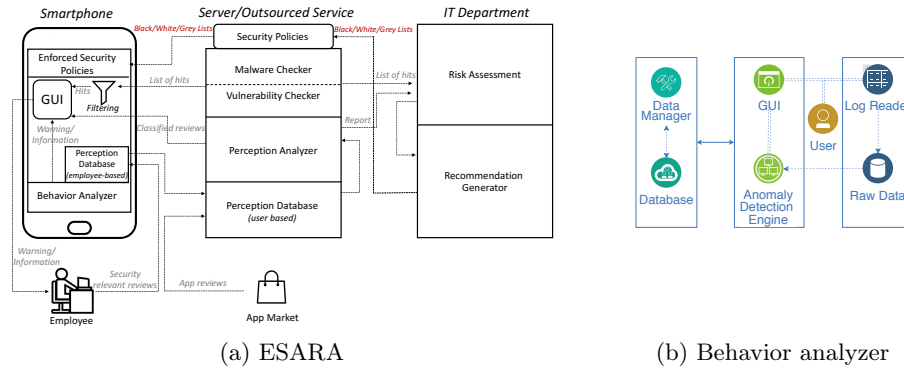 Smartphone
Server/Outsourced Service
IT Department
Black/White/Grey Lists
Black/White/Grey Lists
Security Policies
Enforced Security
Policies
GUI
Hits
Filtering
List of hits
Malware Checker
Vulnerability Checker
List of hits
Risk Assessment
Warning/
Information
Classified reviews
Report
Perception
Database
(employee-based)
Perception Analyzer
Recommendation
Generator
Behavior Analyzer
Perception Database
(user based)
Warning/
Information
Security
relevant reviews
App reviews
Employee
App Market
(a) ESARA
Data
Manager
Database
GUI
User
Anomaly
Detection
Engine
Log Reade
Raw Data
(b) Behavior analyzer